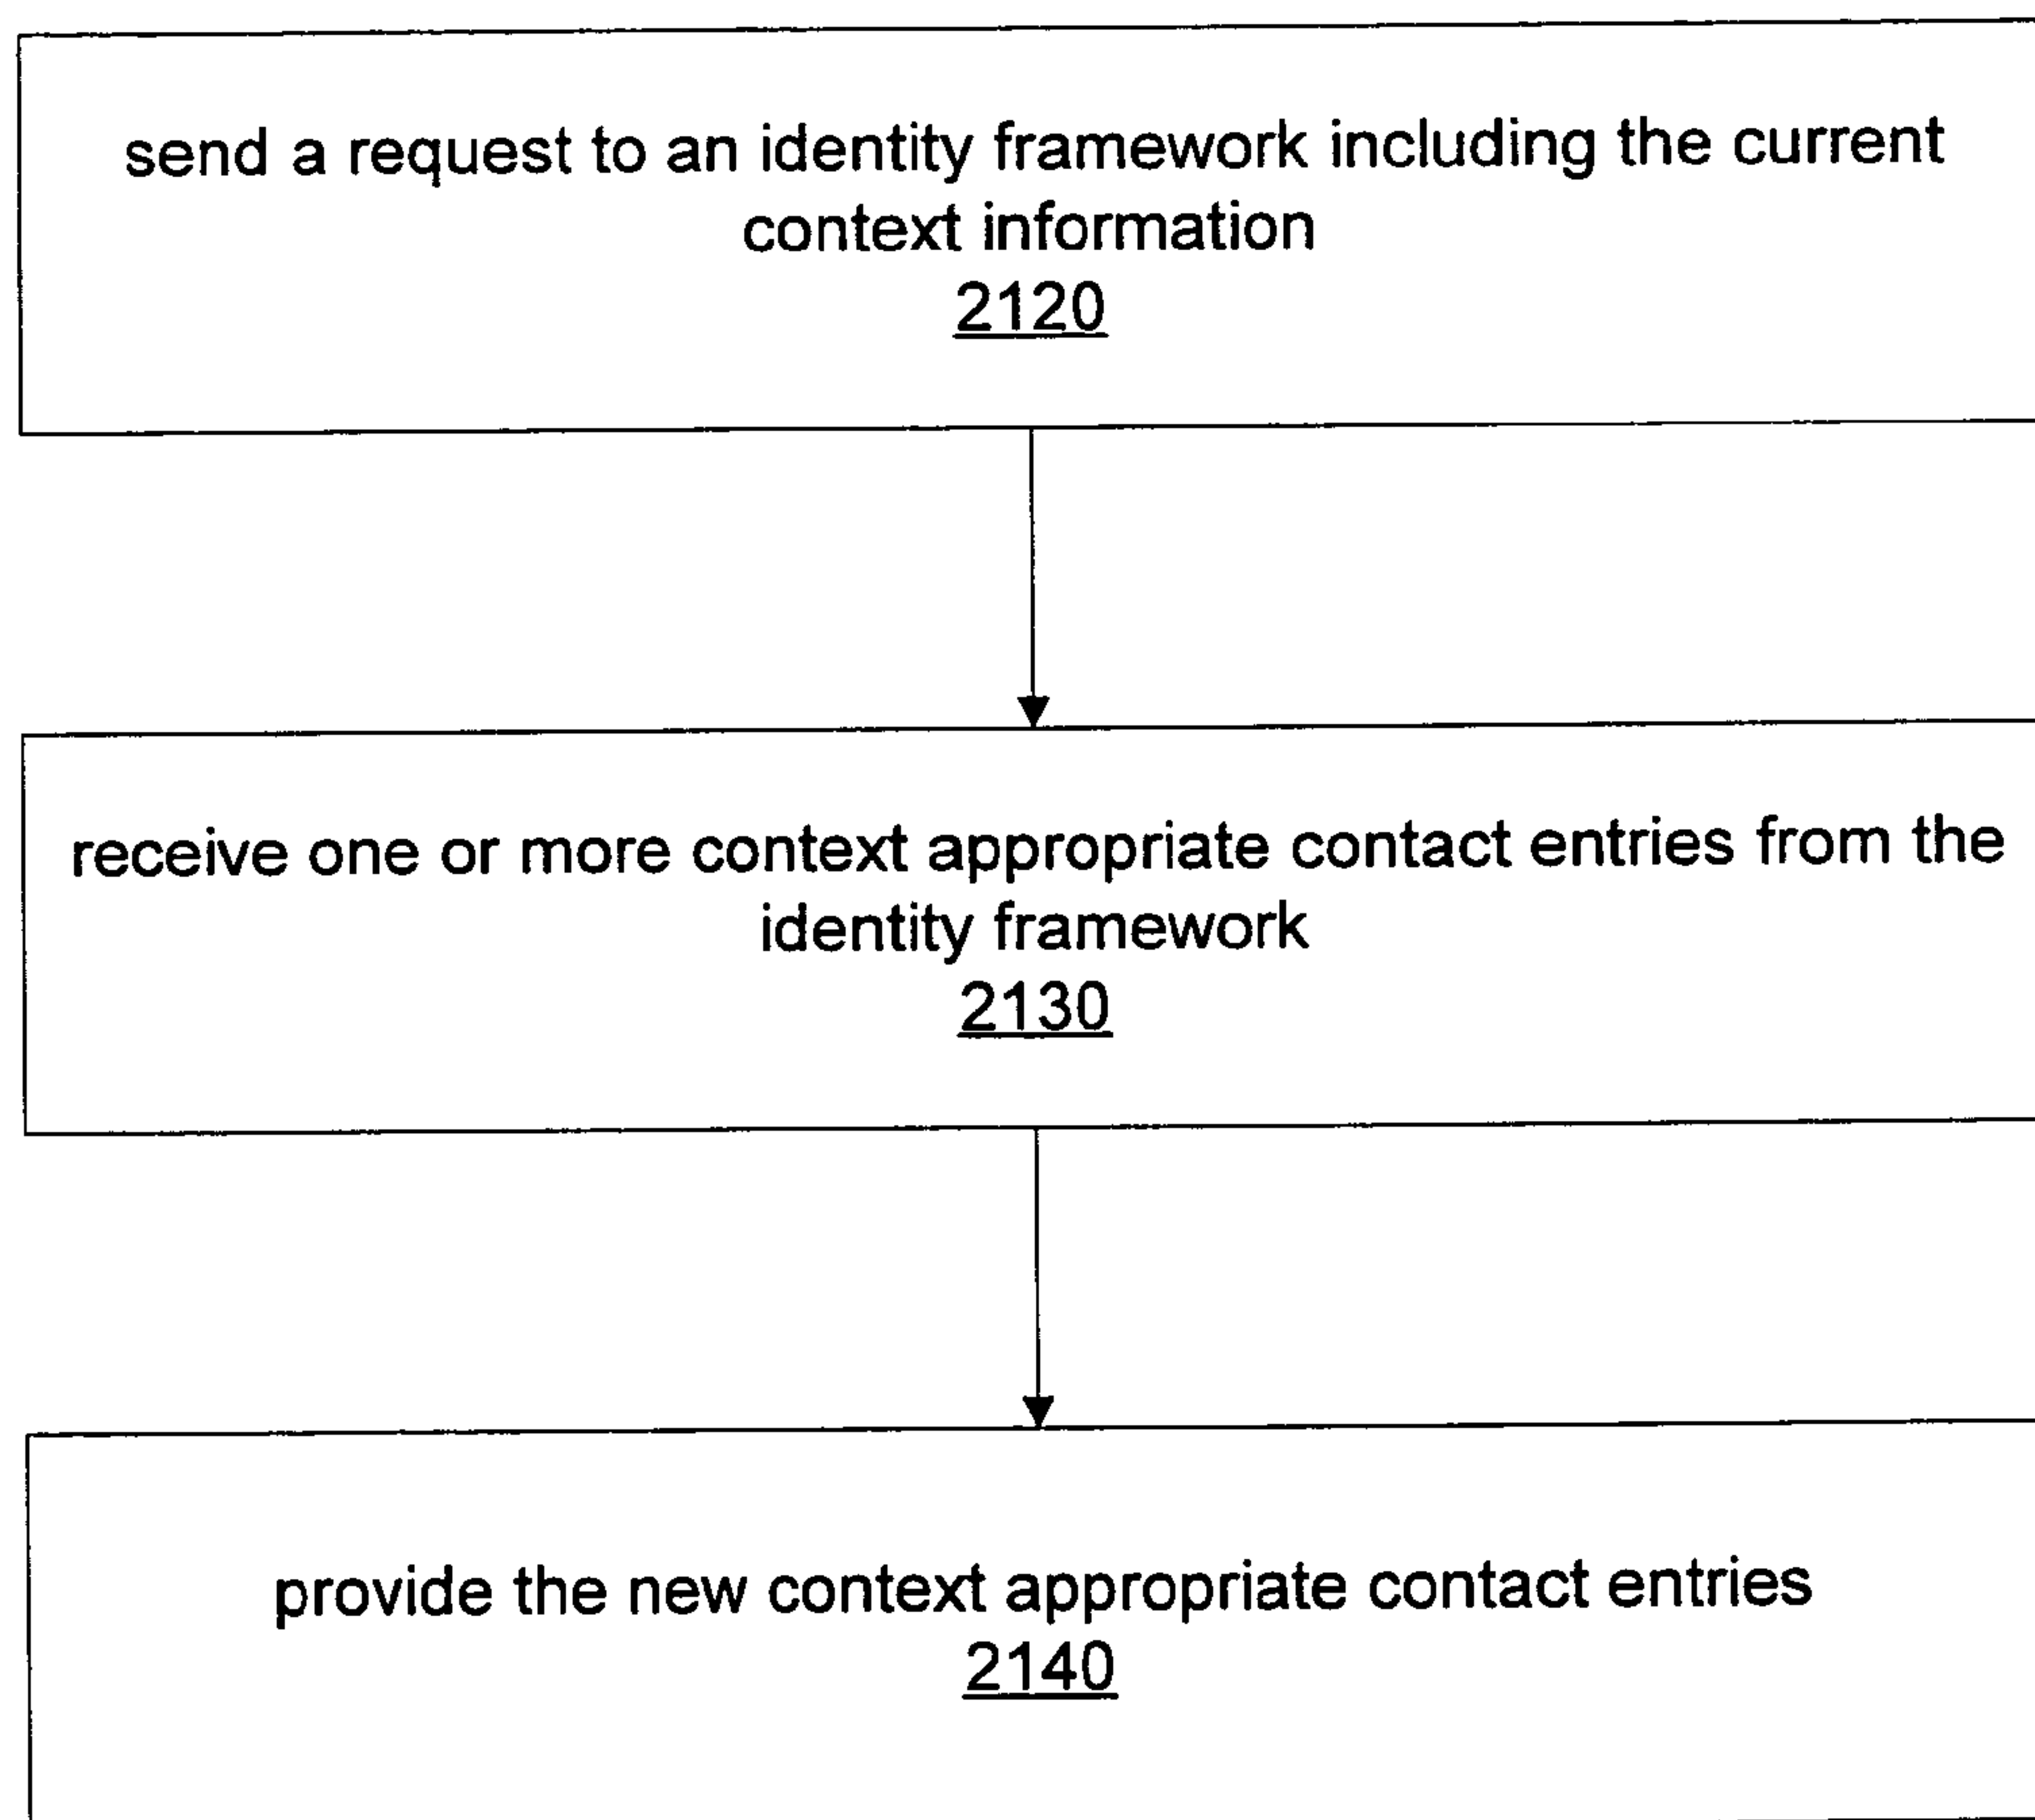 send a request to an identity framework including the current
context information
2120
receive one or more context appropriate contact entries from the
identity framework
2130
provide the new context appropriate contact entries
2140